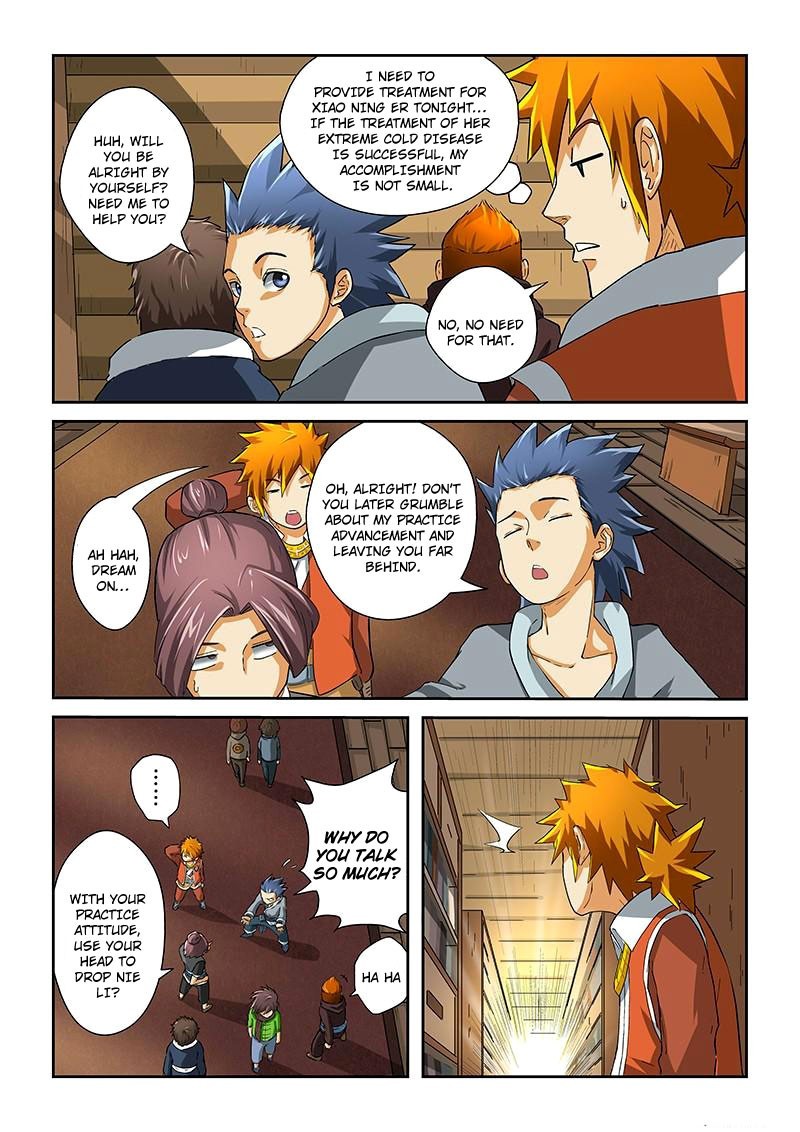 HUH, WILL
YOU BE
ALRIGHT BY
YOURSELF?
NEED ME TO
HELP YOU?
I NEED TO
PROVIDE TREATMENT FOR
XIAO NING ER TONIGHT...
IF THE TREATMENT OF HER
EXTREME COLD DISEASE
IS SUCCESSFUL, MY
ACCOMPLISHMENT
IS NOT SMALL.
NO, NO NEED
FOR THAT.
OH, ALRIGHT! DON'T
YOU LATER GRUMBLE
ABOUT MY PRACTICE
ADVANCEMENT AND
LEAVING YOU FAR
BEHIND.
AH HAH,
DREAM
ON...
......
WHY DO
YOU TALK
SO MUCH?
WITH YOUR
PRACTICE
ATTITUDE,
USE YOUR
HEAD TO
DROP NIE
LI?
HA HA